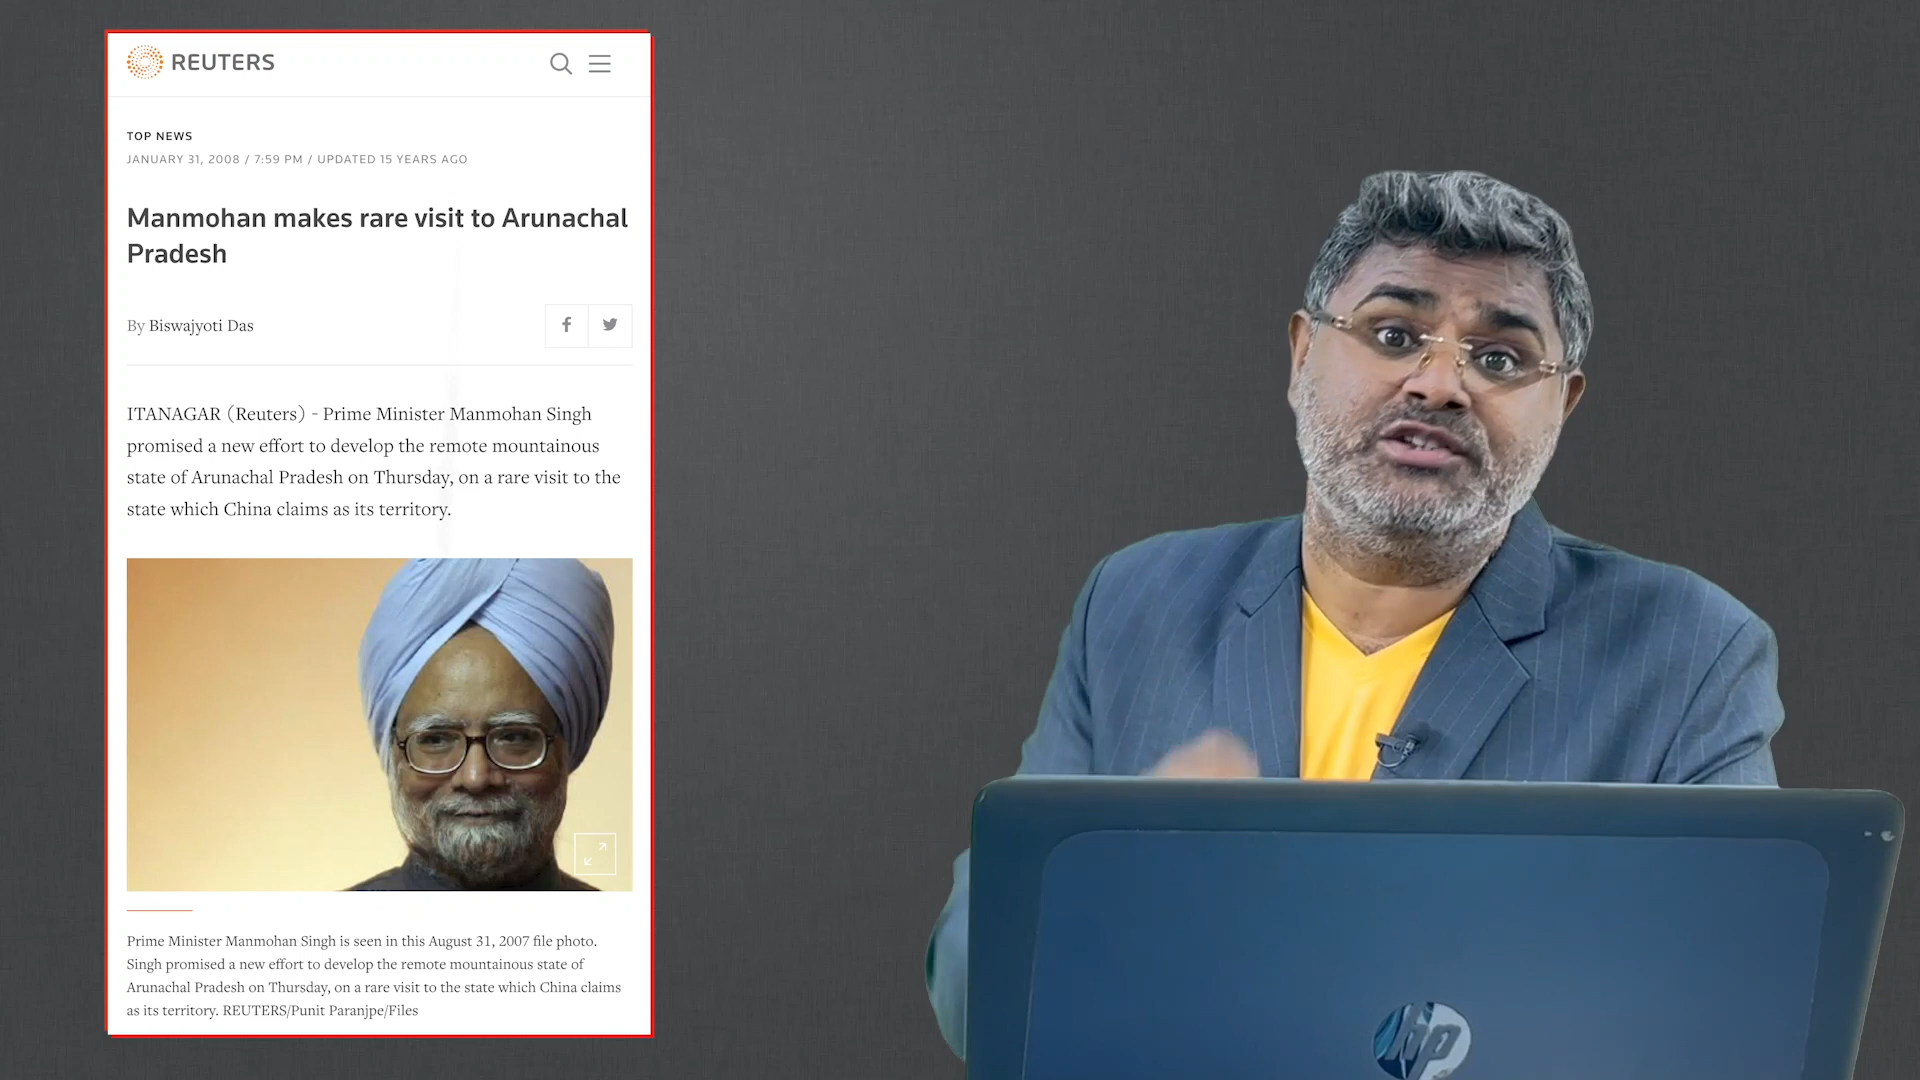 REUTERS
TOP NEWS
JANUARY 31, 2008 / 7:59 PM / UPDATED 15 YEARS AGO
Manmohan makes rare visit to Arunachal
Pradesh
By Biswajyoti Das
ITANAGAR (Reuters) - Prime Minister Manmohan Singh
promised a new effort to develop the remote mountainous
state of Arunachal Pradesh on Thursday, on a rare visit to the
state which China claims as its territory.
Prime Minister Manmohan Singh is seen in this August 31, 2007 file photo.
Singh promised a new effort to develop the remote mountainous state of
Arunachal Pradesh on Thursday, on a rare visit to the state which China claims
as its territory. REUTERS/Punit Paranjpe/Files
hp